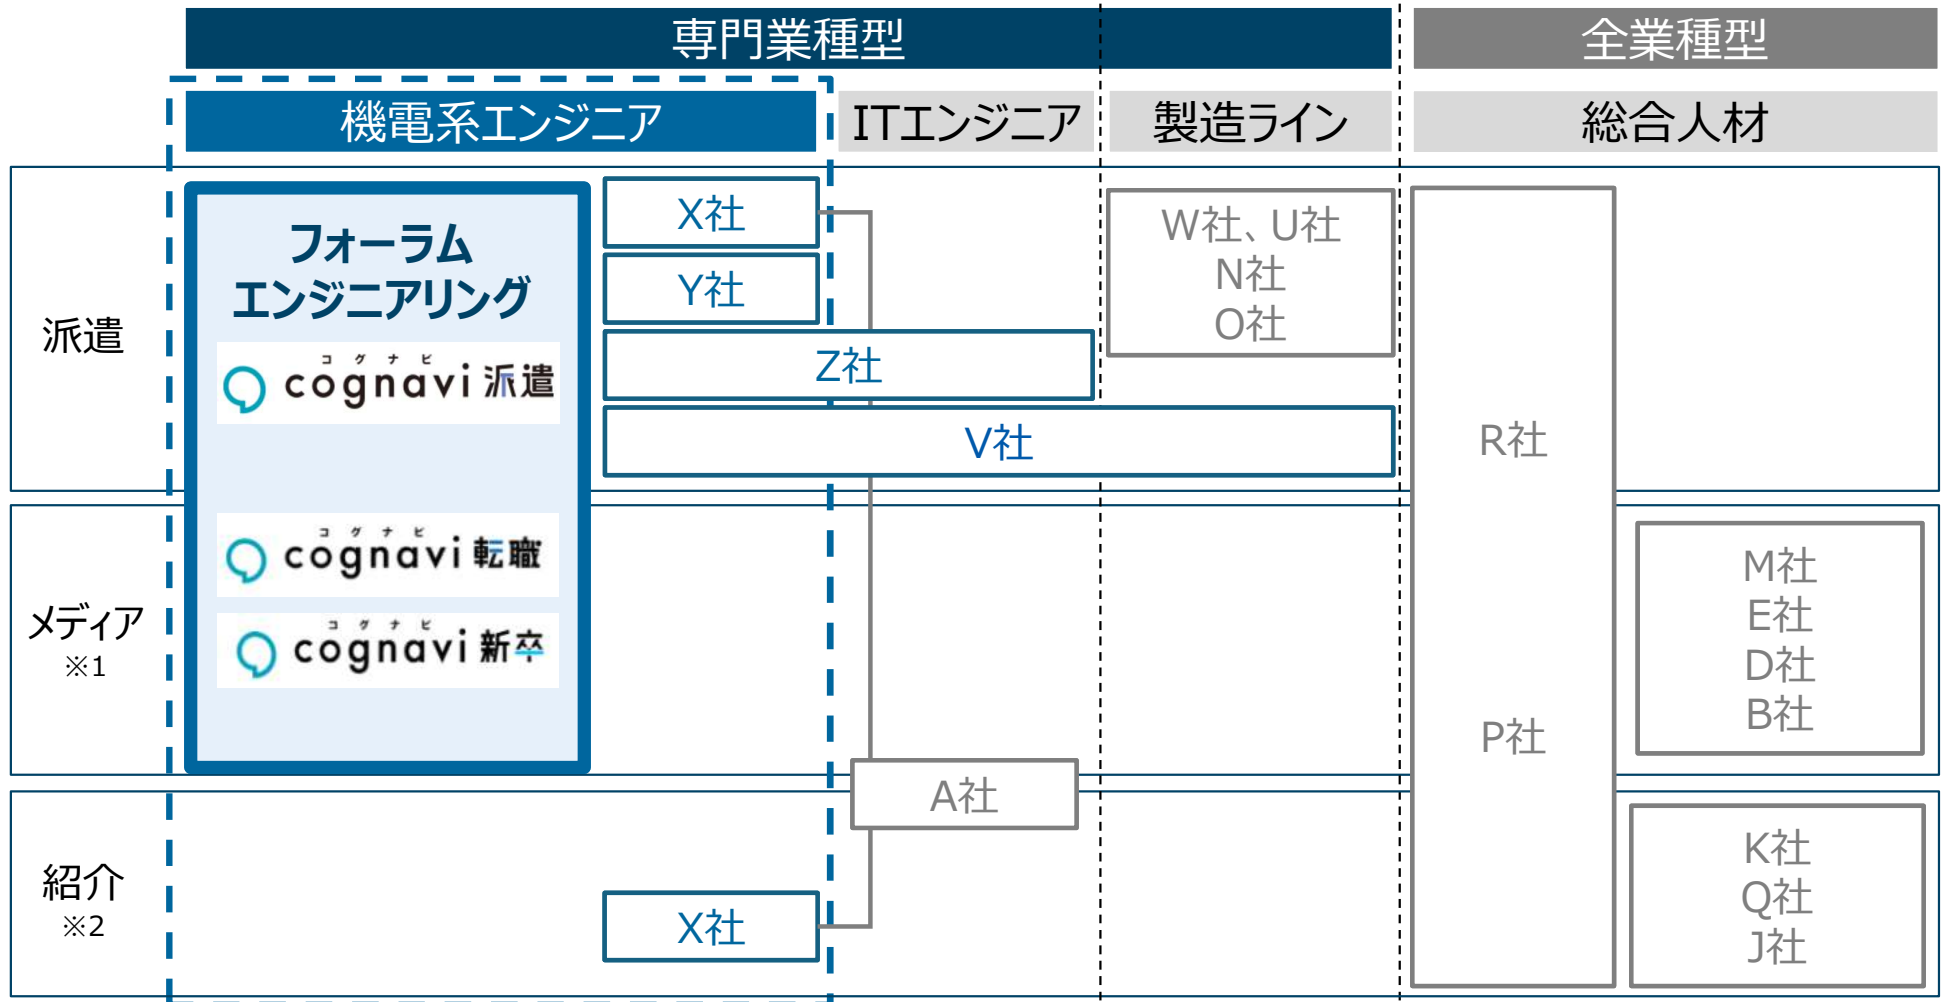 専門業種型
全業種型
機電系エンジニア
ITエンジニア
製造ライン
総合人材
派遣
フォーラム
エンジニアリング
コグナビ
cognavi 派遣
X社
Y社
Z社
V社
W社、U社
N社
O社
R社
P社
メディア
※1
コグナビ
cognavi 転職
コグナビ
cognavi 新卒
M社
E社
D社
B社
A社
紹介
※2
X社
K社
Q社
J社